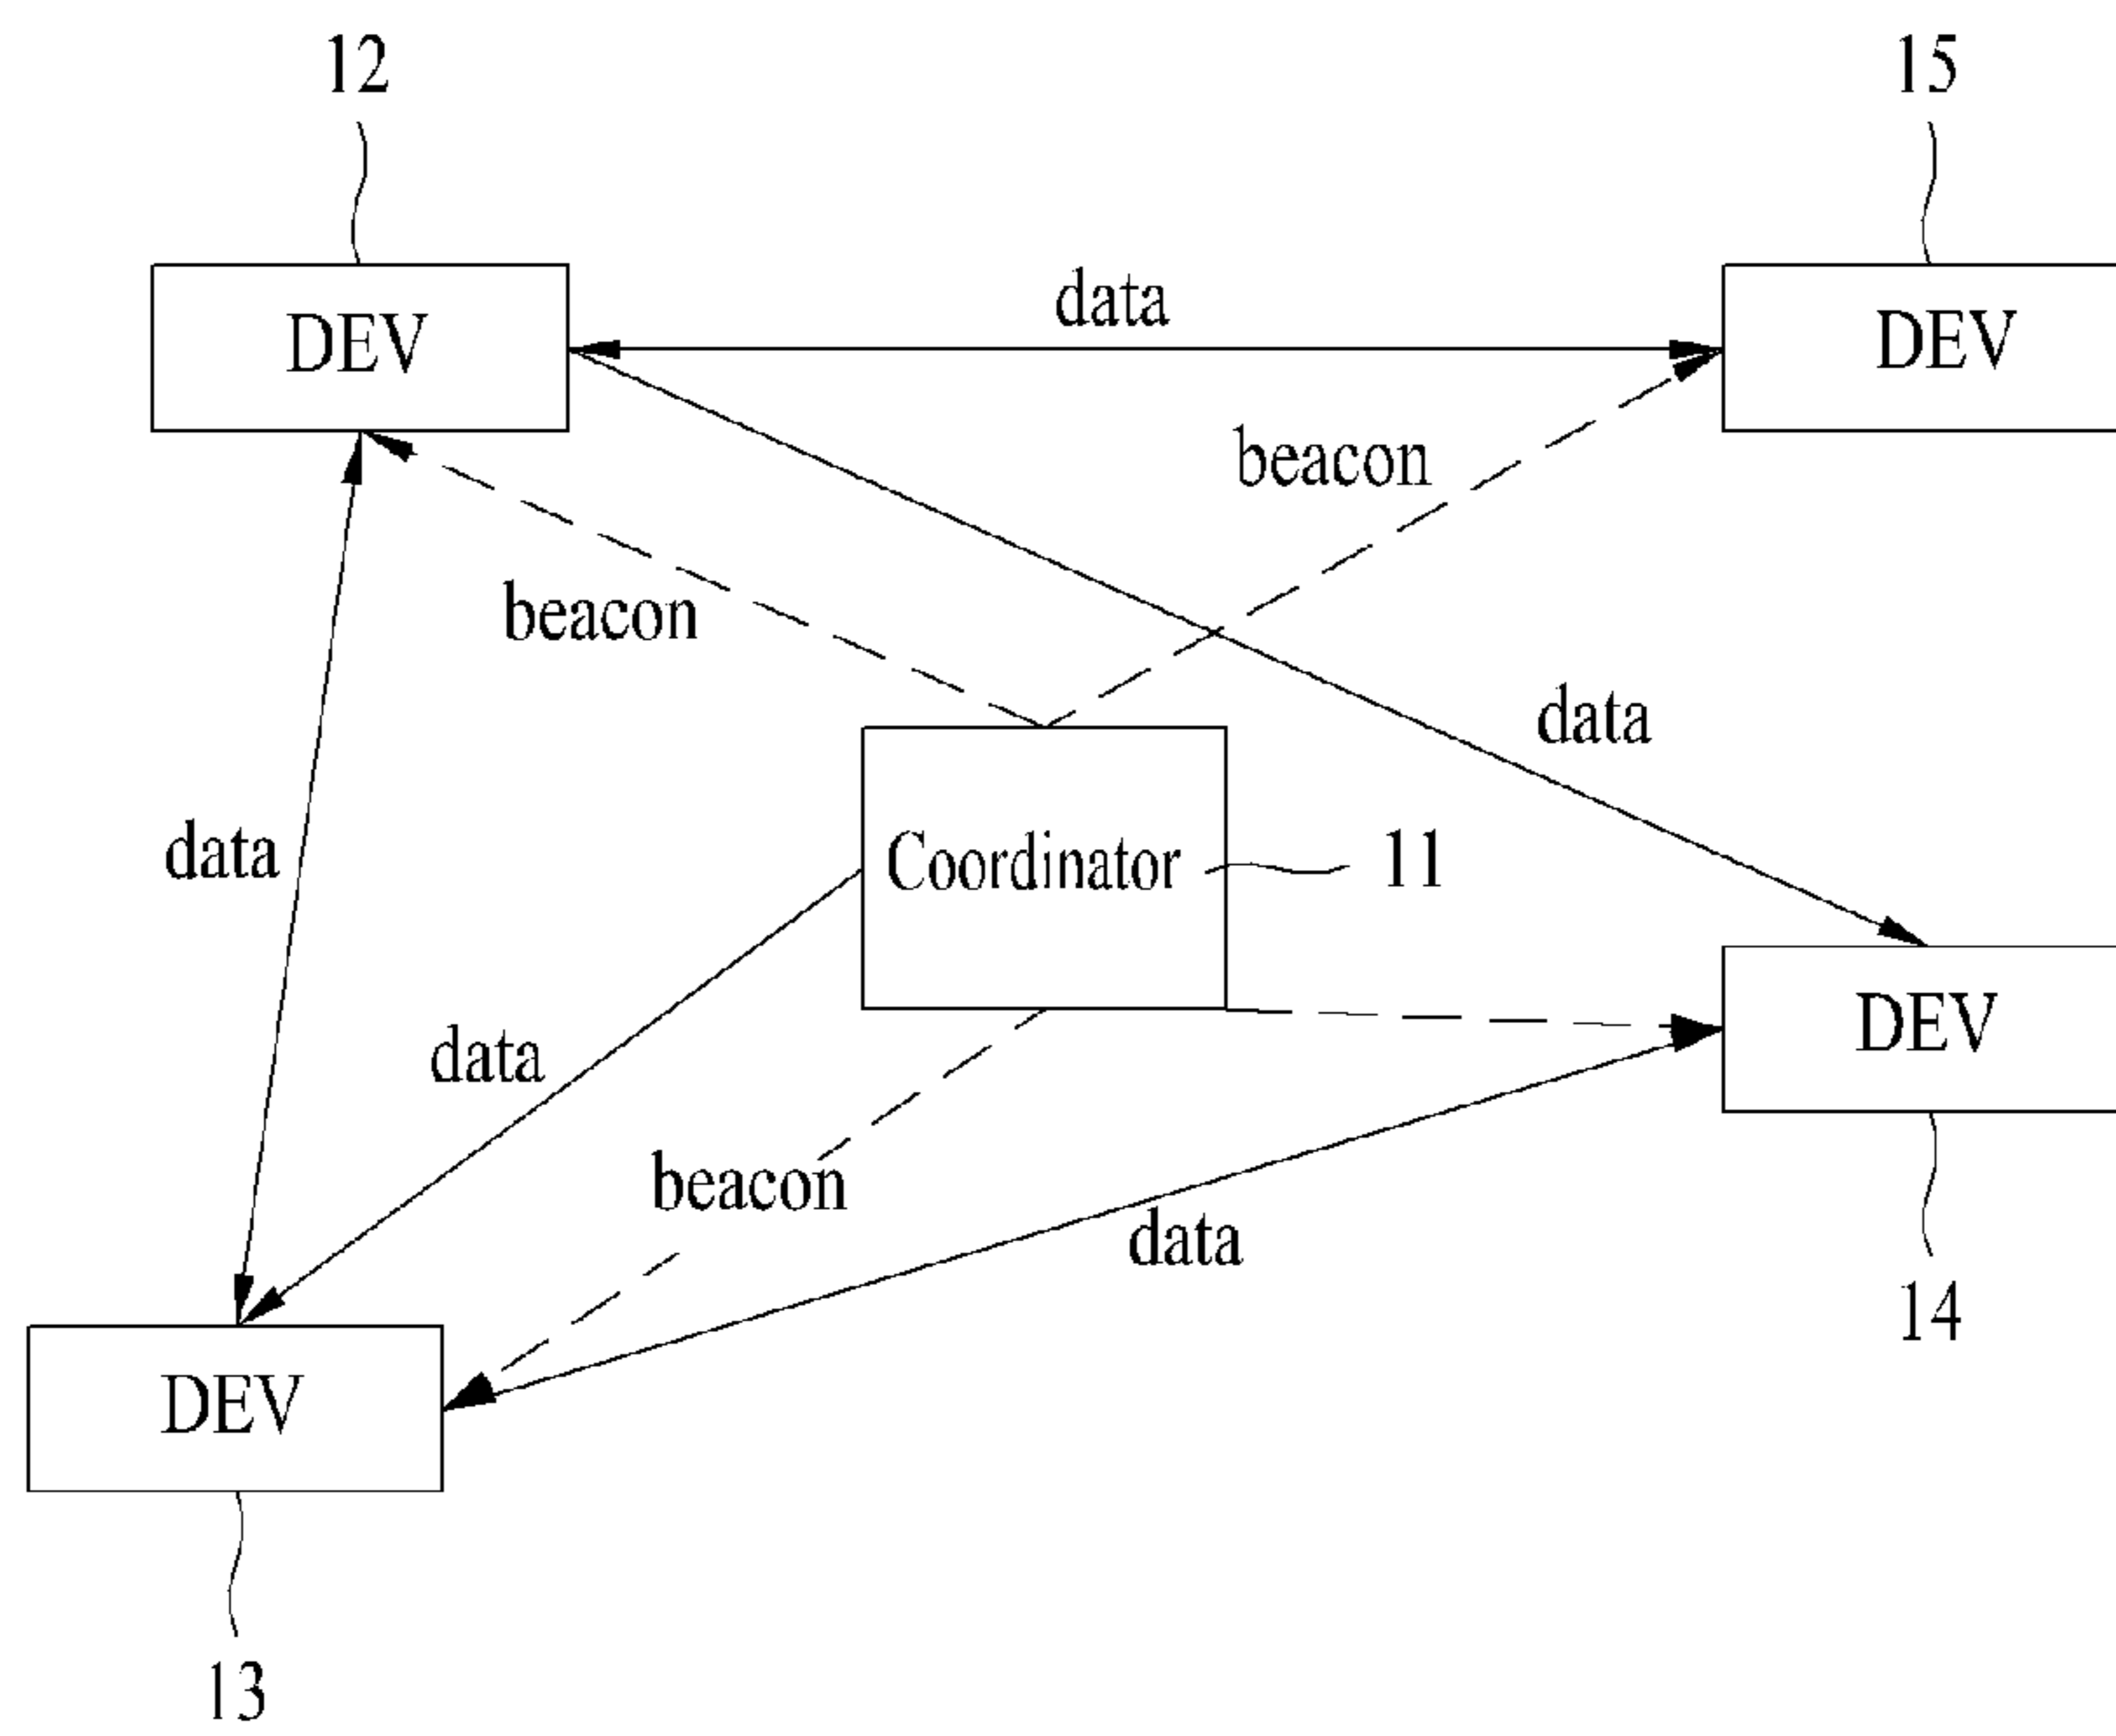 12
15
DEV
data
DEV
beacon
beacon
data
data
Coordinator
11
data
DEV
beacon
data
14
DEV
13